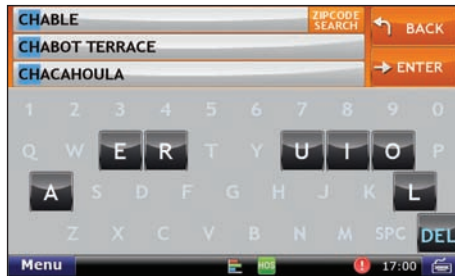 CHABLE
ZIPCODE SEARCH
BACK
CHABOT TERRACE
CHACAHOULA
ENTER
1 2 3 4 5 6 7 8 9 0
Q W E R T Y U I O P
A S D F G H J K L
Z X C V B N M SPC DEL
Menu HOS 17:00